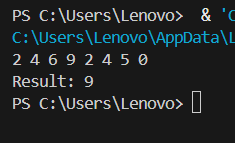 PS C:\Users\Lenovo>  & 'C
C:\Users\Lenovo\AppData\L
2 4 6 9 2 4 5 0
Result: 9
PS C:\Users\Lenovo>